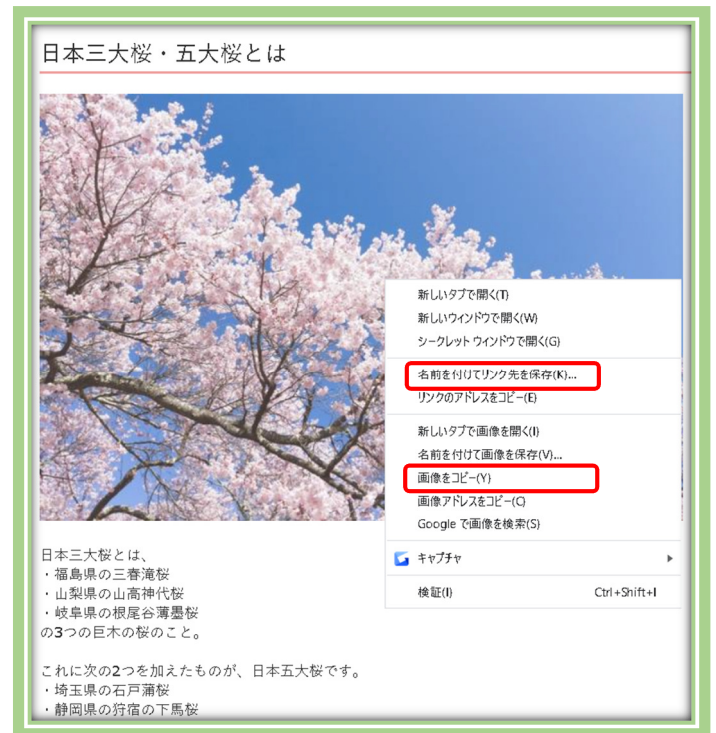 日本三大桜・五大桜とは
新しいタブで開く(T)
新しいウィンドウで開く(W)
シークレット ウィンドウで開く(G)
名前を付けてリンク先を保存(K)...
リンクのアドレスをコピー(E)
新しいタブで画像を開く(I)
名前を付けて画像を保存(V)...
画像をコピー(Y)
画像アドレスをコピー(C)
Google で画像を検索(S)
キャプチャ
検証(I) Ctrl+Shift+I
日本三大桜とは、
・福島県の三春滝桜
・山梨県の山高神代桜
・岐阜県の根尾谷薄墨桜
の3つの巨木の桜のこと。
これに次の2つを加えたものが、日本五大桜です。
・埼玉県の石戸蒲桜
・静岡県の狩宿の下馬桜